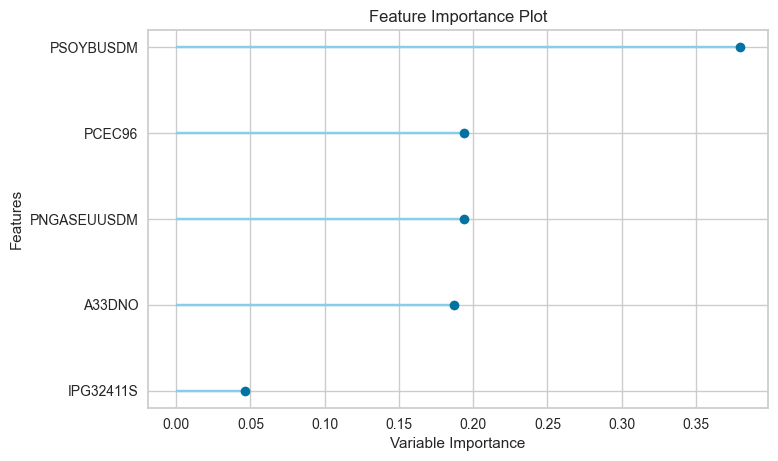 Feature Importance Plot
PSOYBUSDM
PCEC96
PNGASEUUSDM
A33DNO
IPG32411S
Features
0.00 0.05 0.10 0.15 0.20 0.25 0.30 0.35
Variable Importance